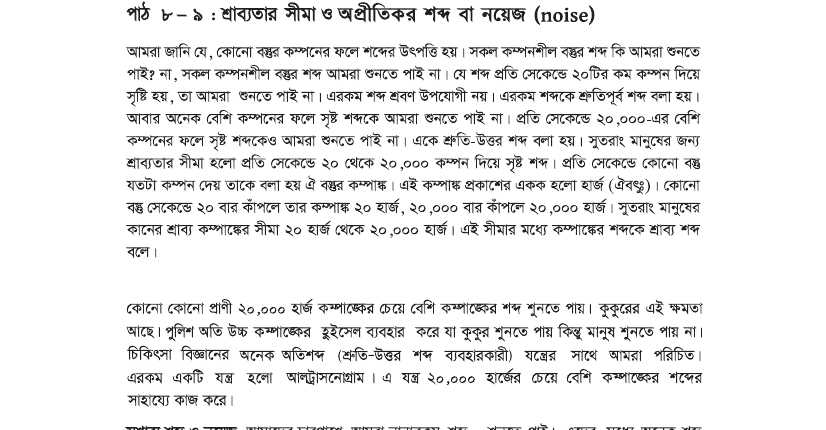 পাঠ ৮ – ৯ : শ্রাব্যতার সীমা ও অপ্রীতিকর শব্দ বা নয়েজ (noise)
আমরা জানি যে, কোনো বস্তুর কম্পনের ফলে শব্দের উৎপত্তি হয়। সকল কম্পনশীল বস্তুর শব্দ কি আমরা শুনতে
পাই? না, সকল কম্পনশীল বস্তুর শব্দ আমরা শুনতে পাই না। যে শব্দ প্রতি সেকেন্ডে ২০টির কম কম্পন দিয়ে
সৃষ্টি হয়, তা আমরা শুনতে পাই না। এরকম শব্দ শ্রবণ উপযোগী নয়। এরকম শব্দকে শ্রুতিপূর্ব শব্দ বলা হয়।
আবার অনেক বেশি কম্পনের ফলে সৃষ্ট শব্দকে আমরা শুনতে পাই না। প্রতি সেকেন্ডে ২০,০০০-এর বেশি
কম্পনের ফলে সৃষ্ট শব্দকেও আমরা শুনতে পাই না। একে শ্রুতি-উত্তর শব্দ বলা হয়। সুতরাং মানুষের জন্য
শ্রাব্যতার সীমা হলো প্রতি সেকেন্ডে ২০ থেকে ২০,০০০ কম্পন দিয়ে সৃষ্ট শব্দ। প্রতি সেকেন্ডে কোনো বস্তু
যতটা কম্পন দেয় তাকে বলা হয় ঐ বস্তুর কম্পাঙ্ক। এই কম্পাঙ্ক প্রকাশের একক হলো হার্জ (ঐবৎঃু)। কোনো
বস্তু সেকেন্ডে ২০ বার কাঁপলে তার কম্পাঙ্ক ২০ হার্জ, ২০,০০০ বার কাঁপলে ২০,০০০ হার্জ। সুতরাং মানুষের
কানের শ্রাব্য কম্পাঙ্কের সীমা ২০ হার্জ থেকে ২০,০০০ হার্জ। এই সীমার মধ্যে কম্পাঙ্কের শব্দকে শ্রাব্য শব্দ
বলে।
কোনো কোনো প্রাণী ২০,০০০ হার্জ কম্পাঙ্কের চেয়ে বেশি কম্পাঙ্কের শব্দ শুনতে পায়। কুকুরের এই ক্ষমতা
আছে। পুলিশ অতি উচ্চ কম্পাঙ্কের হুইসেল ব্যবহার করে যা কুকুর শুনতে পায় কিন্তু মানুষ শুনতে পায় না।
চিকিৎসা বিজ্ঞানের অনেক অতিশব্দ (শ্রুতি-উত্তর শব্দ ব্যবহারকারী) যন্ত্রের সাথে আমরা পরিচিত।
এরকম একটি যন্ত্র হলো আলট্রাসনোগ্রাম। এ যন্ত্র ২০,০০০ হার্জের চেয়ে বেশি কম্পাঙ্কের শব্দের
সাহায্যে কাজ করে।